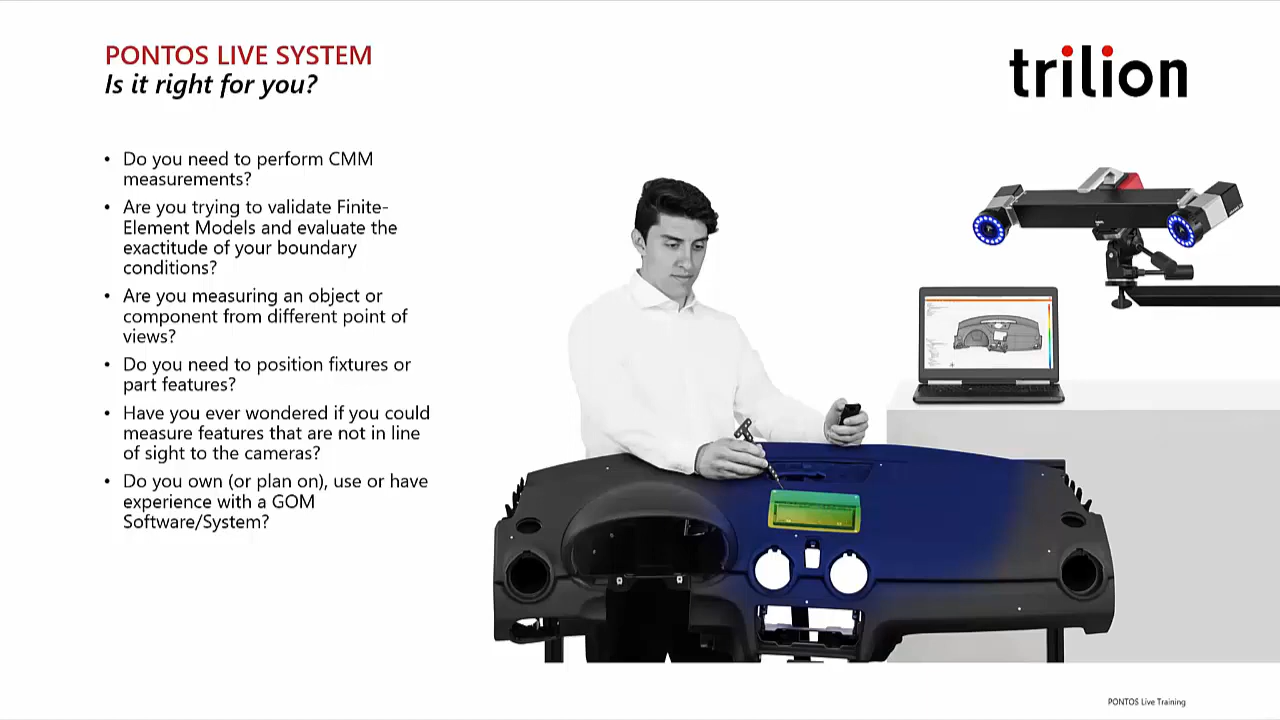 PONTOS LIVE SYSTEM
Is it right for you?
trilion
• Do you need to perform CMM
measurements?
• Are you trying to validate Finite-
Element Models and evaluate the
exactitude of your boundary
conditions?
• Are you measuring an object or
component from different point of
views?
• Do you need to position fixtures or
part features?
• Have you ever wondered if you could
measure features that are not in line
of sight to the cameras?
• Do you own (or plan on), use or have
experience with a GOM
Software/System?
PONTOS Live Training